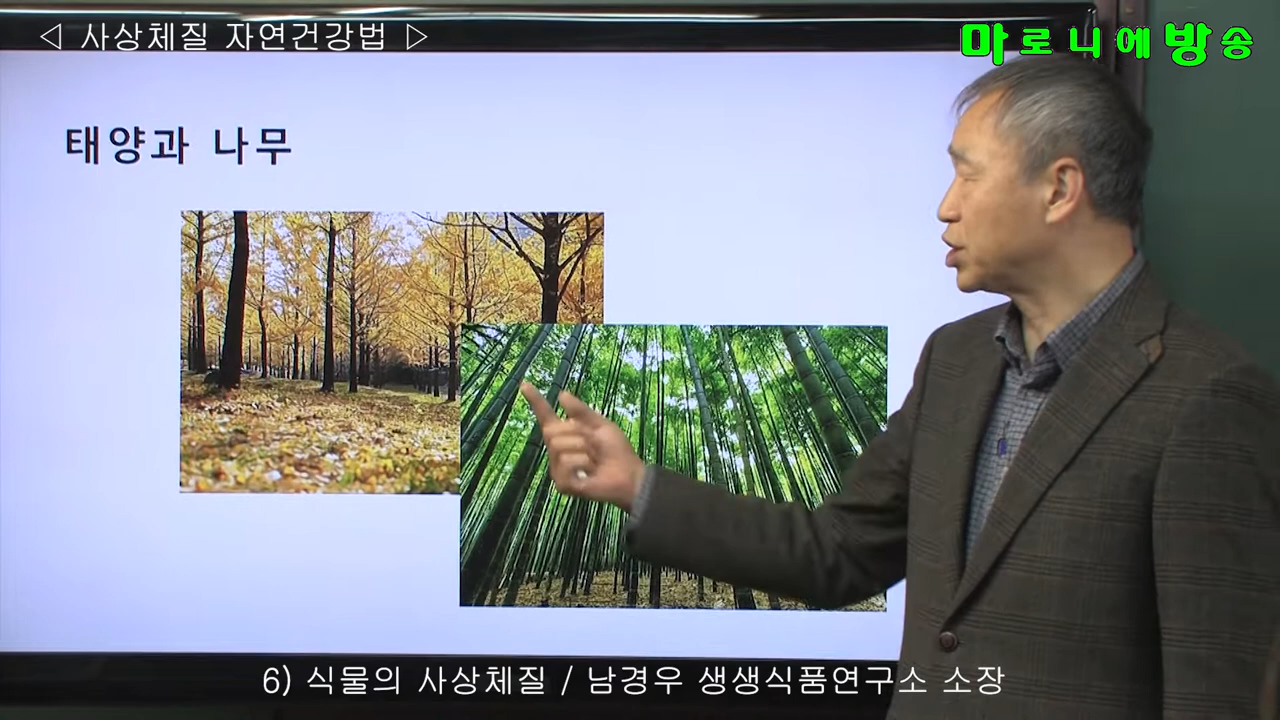 ◁ 사상체질 자연건강법 ▷
마로니에방송
태양과 나무
6) 식물의 사상체질 / 남경우 생생식품연구소 소장